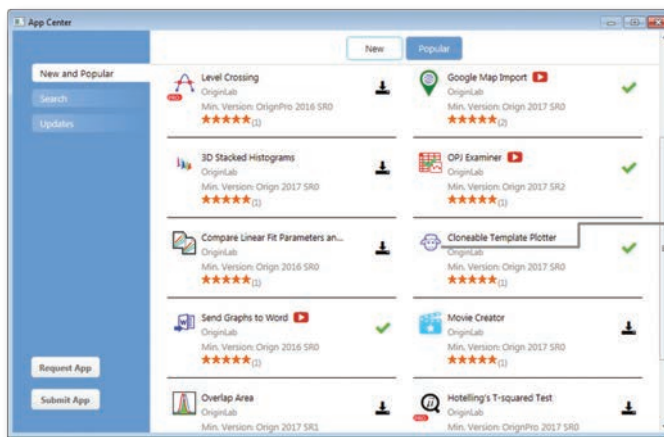 App Center
New
Popular
New and Popular
Search
Updates
Request App
Submit App
Level Crossing
OriginLab
Min. Version: OrignPro 2016 SR0
(1)
PRO
3D Stacked Histograms
OriginLab
Min. Version: Orign 2017 SR0
(1)
Compare Linear Fit Parameters an...
OriginLab
Min. Version: Orign 2016 SR0
(1)
Send Graphs to Word
OriginLab
Min. Version: Orign 2016 SR0
(1)
Overlap Area
OriginLab
Min. Version: Orign 2017 SR1
Google Map Import
OriginLab
Min. Version: Orign 2017 SR0
(2)
OPJ Examiner
OriginLab
Min. Version: Orign 2017 SR2
(1)
Cloneable Template Plotter
OriginLab
Min. Version: Orign 2016 SR0
(1)
Movie Creator
OriginLab
Min. Version: Orign 2016 SR0
(1)
Hotelling's T-squared Test
OriginLab
Min. Version: OrignPro 2017 SR0
PRO